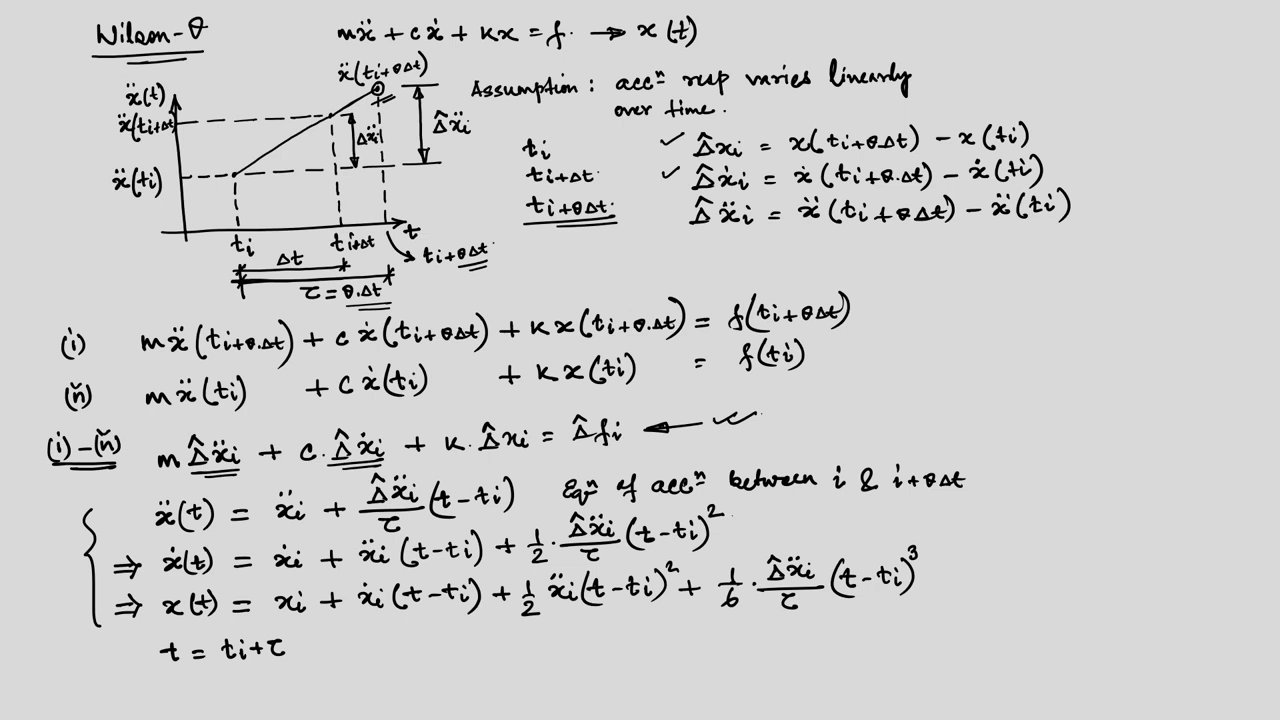 Wilson-θ
mẍ + cẋ + kx = f. → x(t)
ẍ(ti+θΔt)
Assumption : accⁿ resp varies linearly
over time.
ẍ(t)
ẍ(ti+Δt)
Δẍi
Δ̂ẍi
ẍ(ti)
ti
ti+Δt
ti+θΔt
✓ Δ̂xi = x(ti+θ.Δt) - x(ti)
✓ Δ̂ẋi = ẋ(ti+θ.Δt) - ẋ(ti)
Δ̂ẍi = ẍ(ti+θΔt) - ẍ(ti)
ti
ti+Δt
t
ti+θΔt
Δt
τ = θ.Δt
(i) mẍ(ti+θ.Δt) + cẋ(ti+θΔt) + kx(ti+θ.Δt) = f(ti+θΔt)
(ii) mẍ(ti) + cẋ(ti) + kx(ti) = f(ti)
(i)-(ii) mΔ̂ẍi + c.Δ̂ẋi + k.Δ̂xi = Δ̂fi ← ✓✓
ẍ(t) = ẍi + Δ̂ẍi/τ (t-ti) Eqⁿ of accⁿ between i & i+θΔt
⇒ ẋ(t) = ẋi + ẍi(t-ti) + 1/2 . Δ̂ẍi/τ (t-ti)²
⇒ x(t) = xi + ẋi(t-ti) + 1/2 ẍi(t-ti)² + 1/6 . Δ̂ẍi/τ (t-ti)³
t = ti+τ